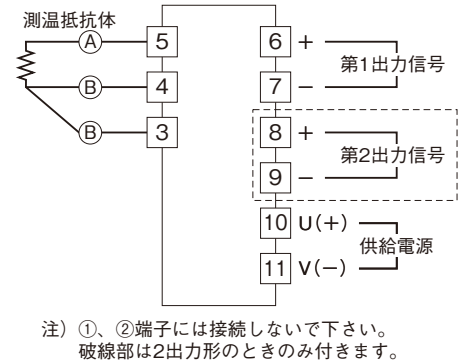 測温抵抗体
A 5 6 +
第1出力信号
B 4 7 −
B 3 8 +
第2出力信号
9 −
10 U(+)
供給電源
11 V(−)
注）①、②端子には接続しないで下さい。
破線部は2出力形のときのみ付きます。